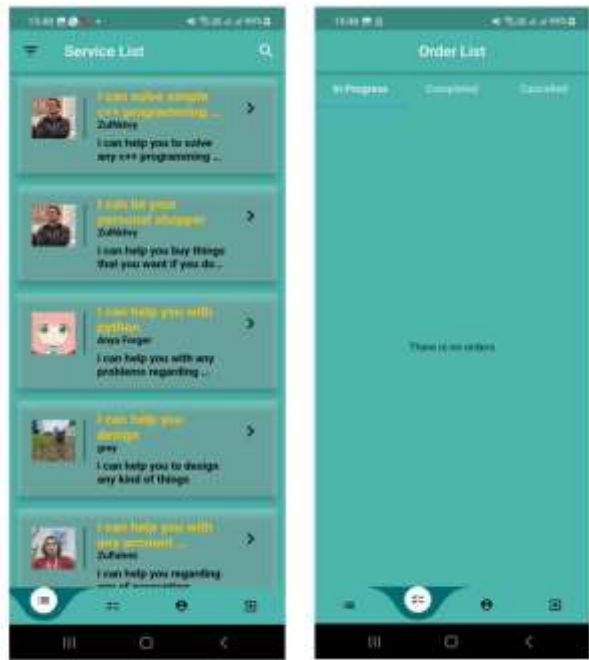 Service List
I can solve simple
c++ programming ...
i can help you to solve
any c++ programming ...
I can be your
personal shopper
i can help you buy things
that you want if you do...
I can help you with
python
Anya Forger
i can help you with any
problems regarding ...
I can help you
design
grey
i can help you to design
any kind of things
I can help you with
any account ...
i can help you regarding
Order List
In Progress
Completed
Cancelled
There is no orders